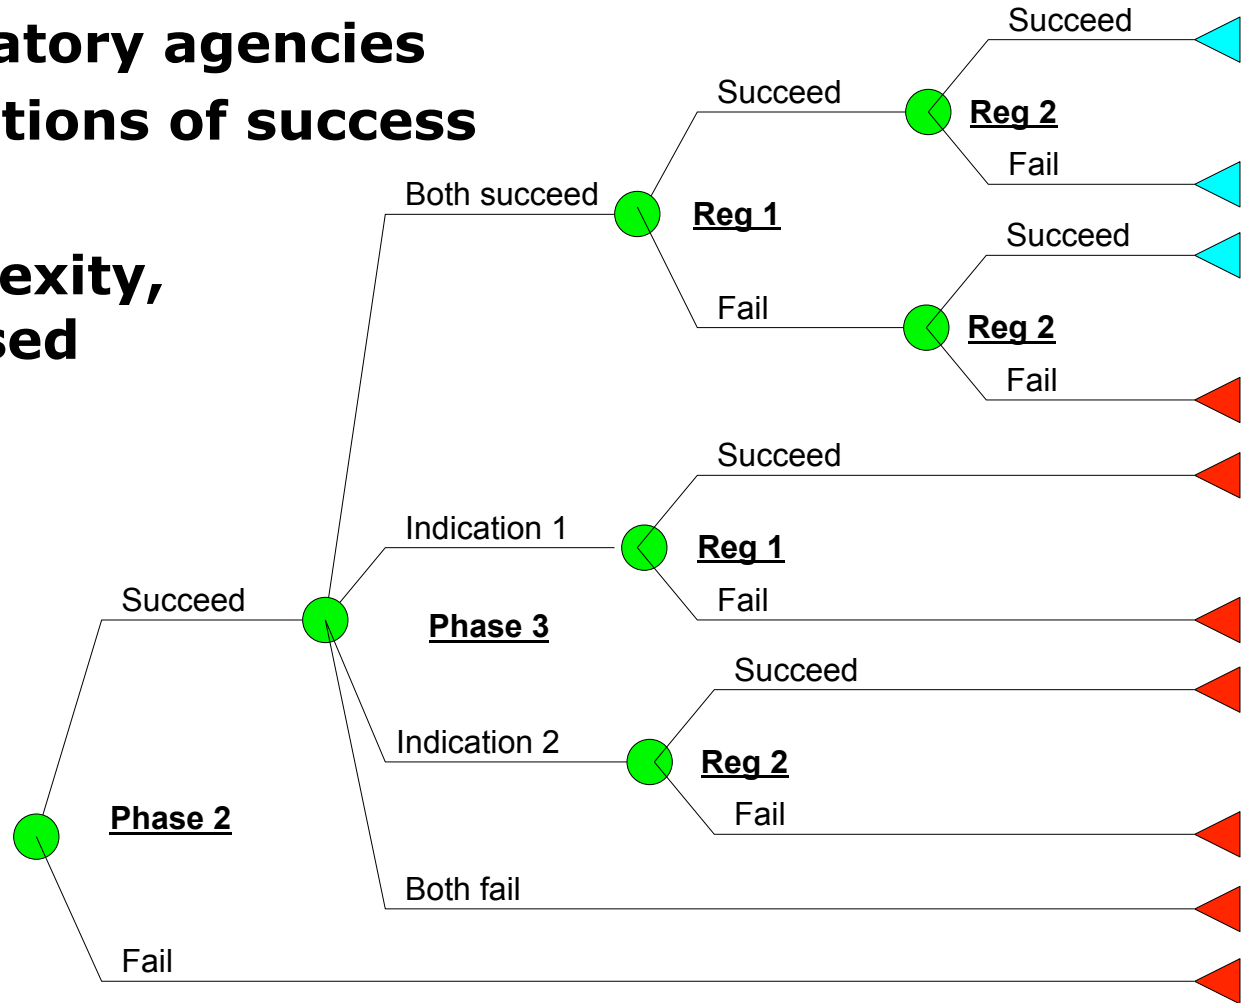 atory agencies
tions of success
exity,
sed
Succeed
Succeed
Reg 2
Fail
Both succeed
Reg 1
Succeed
Fail
Reg 2
Fail
Succeed
Indication 1
Reg 1
Succeed
Fail
Phase 3
Succeed
Indication 2
Reg 2
Phase 2
Fail
Both fail
Fail